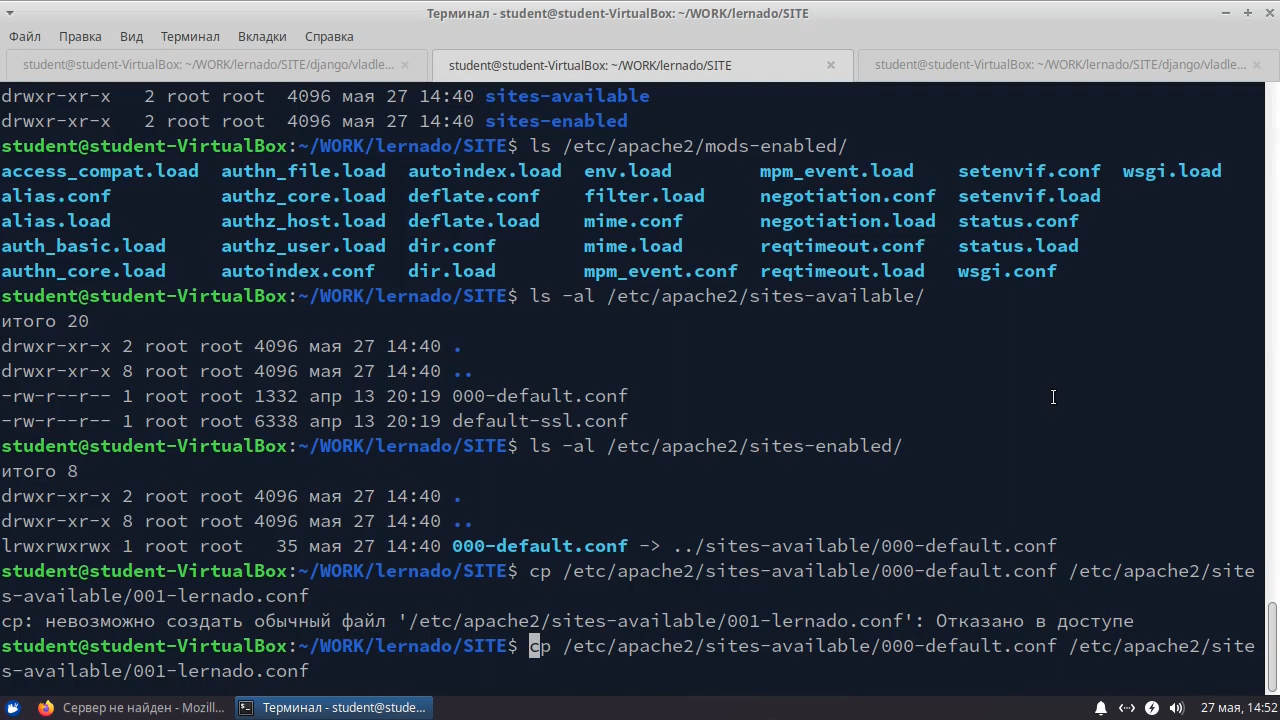 Терминал - student@student-VirtualBox: ~/WORK/lernado/SITE
Файл Правка Вид Терминал Вкладки Справка
student@student-VirtualBox: ~/WORK/lernado/SITE/django/vladle... × student@student-VirtualBox: ~/WORK/lernado/SITE × student@student-VirtualBox: ~/WORK/lernado/SITE/django/vladle... ×
drwxr-xr-x   2 root root  4096 мая 27 14:40 sites-available
drwxr-xr-x   2 root root  4096 мая 27 14:40 sites-enabled
student@student-VirtualBox:~/WORK/lernado/SITE$ ls /etc/apache2/mods-enabled/
access_compat.load  authn_file.load  autoindex.load  env.load        mpm_event.load    setenvif.conf  wsgi.load
alias.conf          authz_core.load  deflate.conf    filter.load     negotiation.conf  setenvif.load
alias.load          authz_host.load  deflate.load    mime.conf       negotiation.load  status.conf
auth_basic.load     authz_user.load  dir.conf        mime.load       reqtimeout.conf   status.load
authn_core.load     autoindex.conf   dir.load        mpm_event.conf  reqtimeout.load   wsgi.conf
student@student-VirtualBox:~/WORK/lernado/SITE$ ls -al /etc/apache2/sites-available/
итого 20
drwxr-xr-x 2 root root 4096 мая 27 14:40 .
drwxr-xr-x 8 root root 4096 мая 27 14:40 ..
-rw-r--r-- 1 root root 1332 апр 13 20:19 000-default.conf
-rw-r--r-- 1 root root 6338 апр 13 20:19 default-ssl.conf
student@student-VirtualBox:~/WORK/lernado/SITE$ ls -al /etc/apache2/sites-enabled/
итого 8
drwxr-xr-x 2 root root 4096 мая 27 14:40 .
drwxr-xr-x 8 root root 4096 мая 27 14:40 ..
lrwxrwxrwx 1 root root   35 мая 27 14:40 000-default.conf -> ../sites-available/000-default.conf
student@student-VirtualBox:~/WORK/lernado/SITE$ cp /etc/apache2/sites-available/000-default.conf /etc/apache2/site
s-available/001-lernado.conf
cp: невозможно создать обычный файл '/etc/apache2/sites-available/001-lernado.conf': Отказано в доступе
student@student-VirtualBox:~/WORK/lernado/SITE$ cp /etc/apache2/sites-available/000-default.conf /etc/apache2/site
s-available/001-lernado.conf
Сервер не найден - Mozill... Терминал - student@stude... 27 мая, 14:52